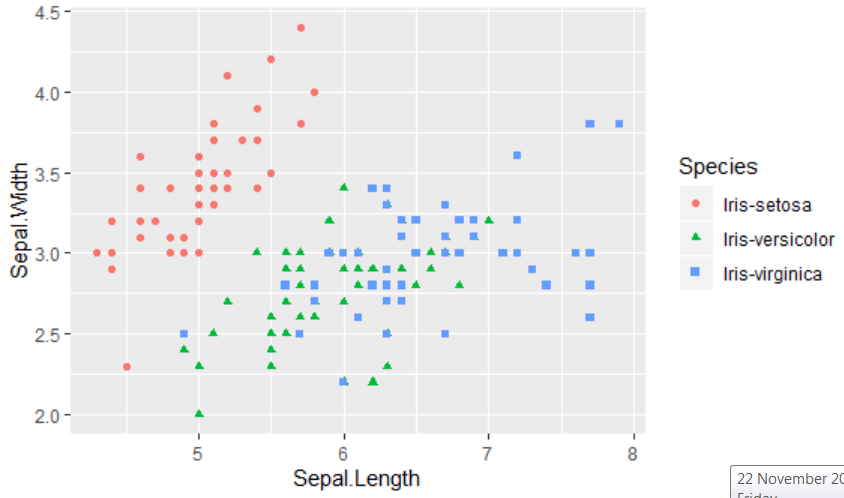 4.5
4.0
3.5
3.0
2.5
2.0
Sepal.Width
5 6 7 8
Sepal.Length
Species
Iris-setosa
Iris-versicolor
Iris-virginica
22 November 20
Friday